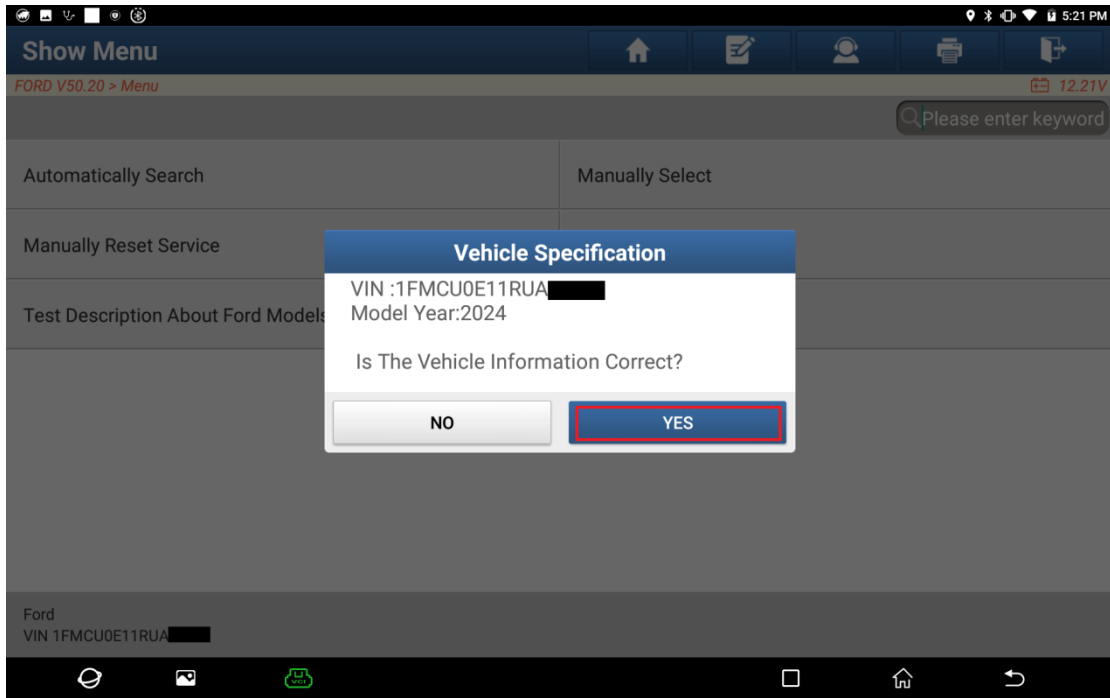 5:21 PM
Show Menu
FORD V50.20 > Menu
12.21V
Please enter keyword
Automatically Search
Manually Select
Manually Reset Service
Vehicle Specification
VIN :1FMCU0E11RUA
Model Year:2024
Test Description About Ford Models
Is The Vehicle Information Correct?
NO
YES
Ford
VIN 1FMCU0E11RUA
VCI